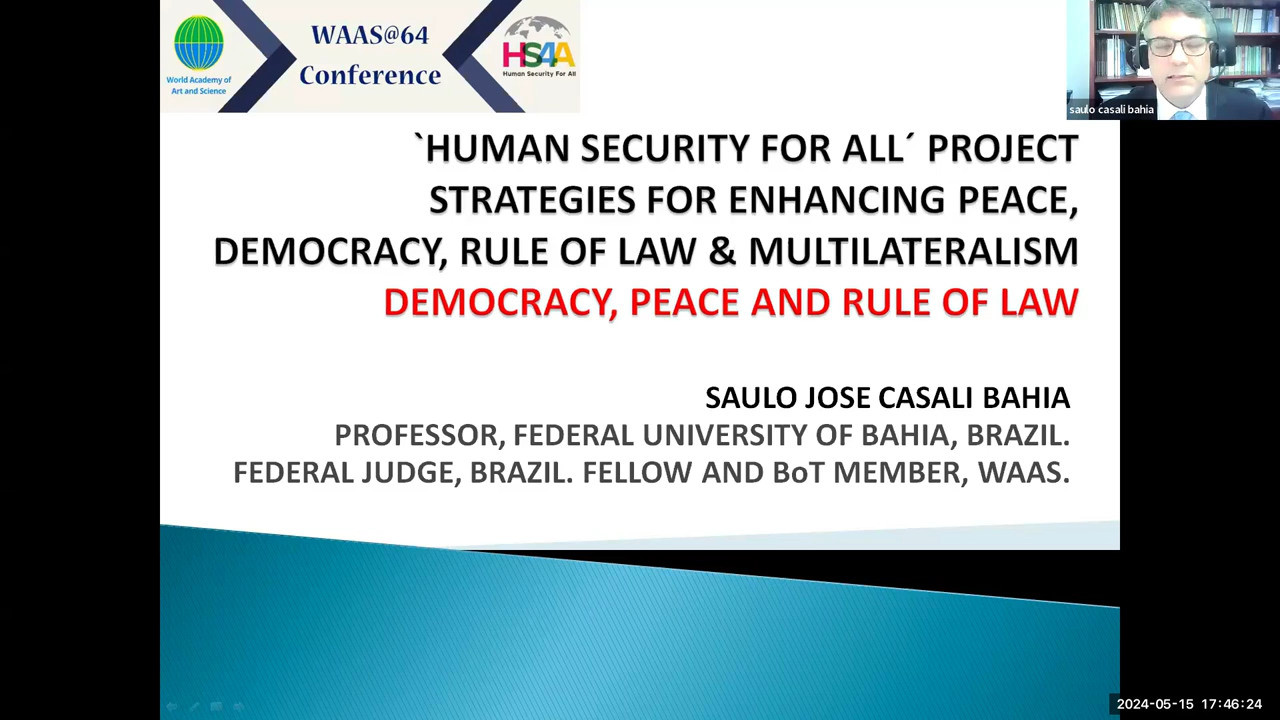 WAAS@64
Conference
World Academy of
Art and Science
HS4A
Human Security For All
saulo casali bahia
`HUMAN SECURITY FOR ALL´ PROJECT
STRATEGIES FOR ENHANCING PEACE,
DEMOCRACY, RULE OF LAW & MULTILATERALISM
DEMOCRACY, PEACE AND RULE OF LAW
SAULO JOSE CASALI BAHIA
PROFESSOR, FEDERAL UNIVERSITY OF BAHIA, BRAZIL.
FEDERAL JUDGE, BRAZIL. FELLOW AND BoT MEMBER, WAAS.
2024-05-15 17:46:24